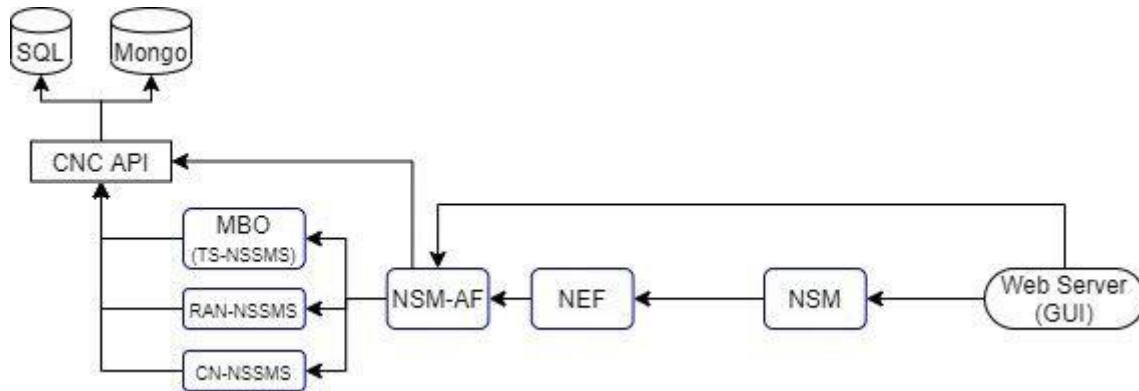 SQL
Mongo
CNC API
MBO
(TS-NSSMS)
RAN-NSSMS
CN-NSSMS
NSM-AF
NEF
NSM
Web Server
(GUI)